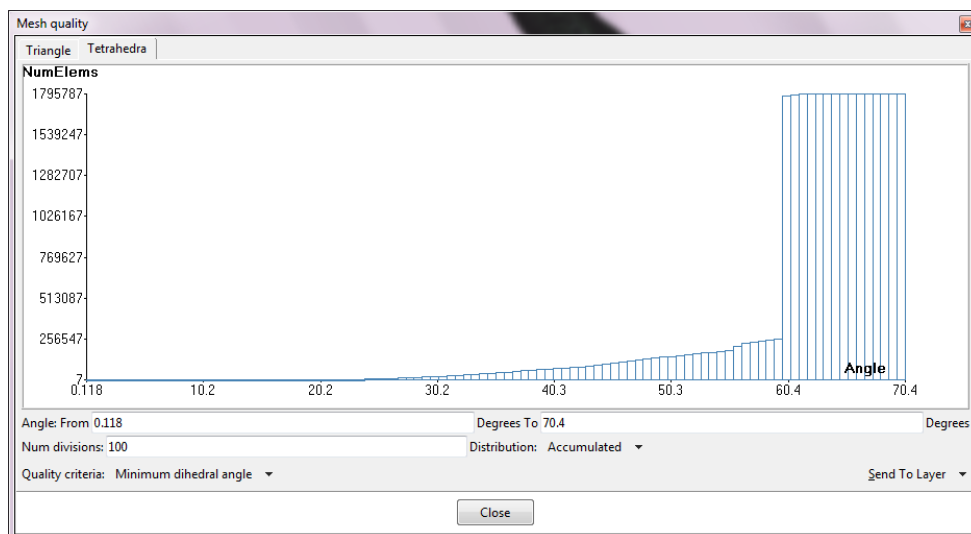 Mesh quality
Triangle Tetrahedra
NumElems
1795787
1539247
1282707
1026167
769627
513087
256547
7
Angle
0.118 10.2 20.2 30.2 40.3 50.3 60.4 70.4
Angle: From 0.118 Degrees To 70.4 Degrees
Num divisions: 100 Distribution: Accumulated
Quality criteria: Minimum dihedral angle Send To Layer
Close